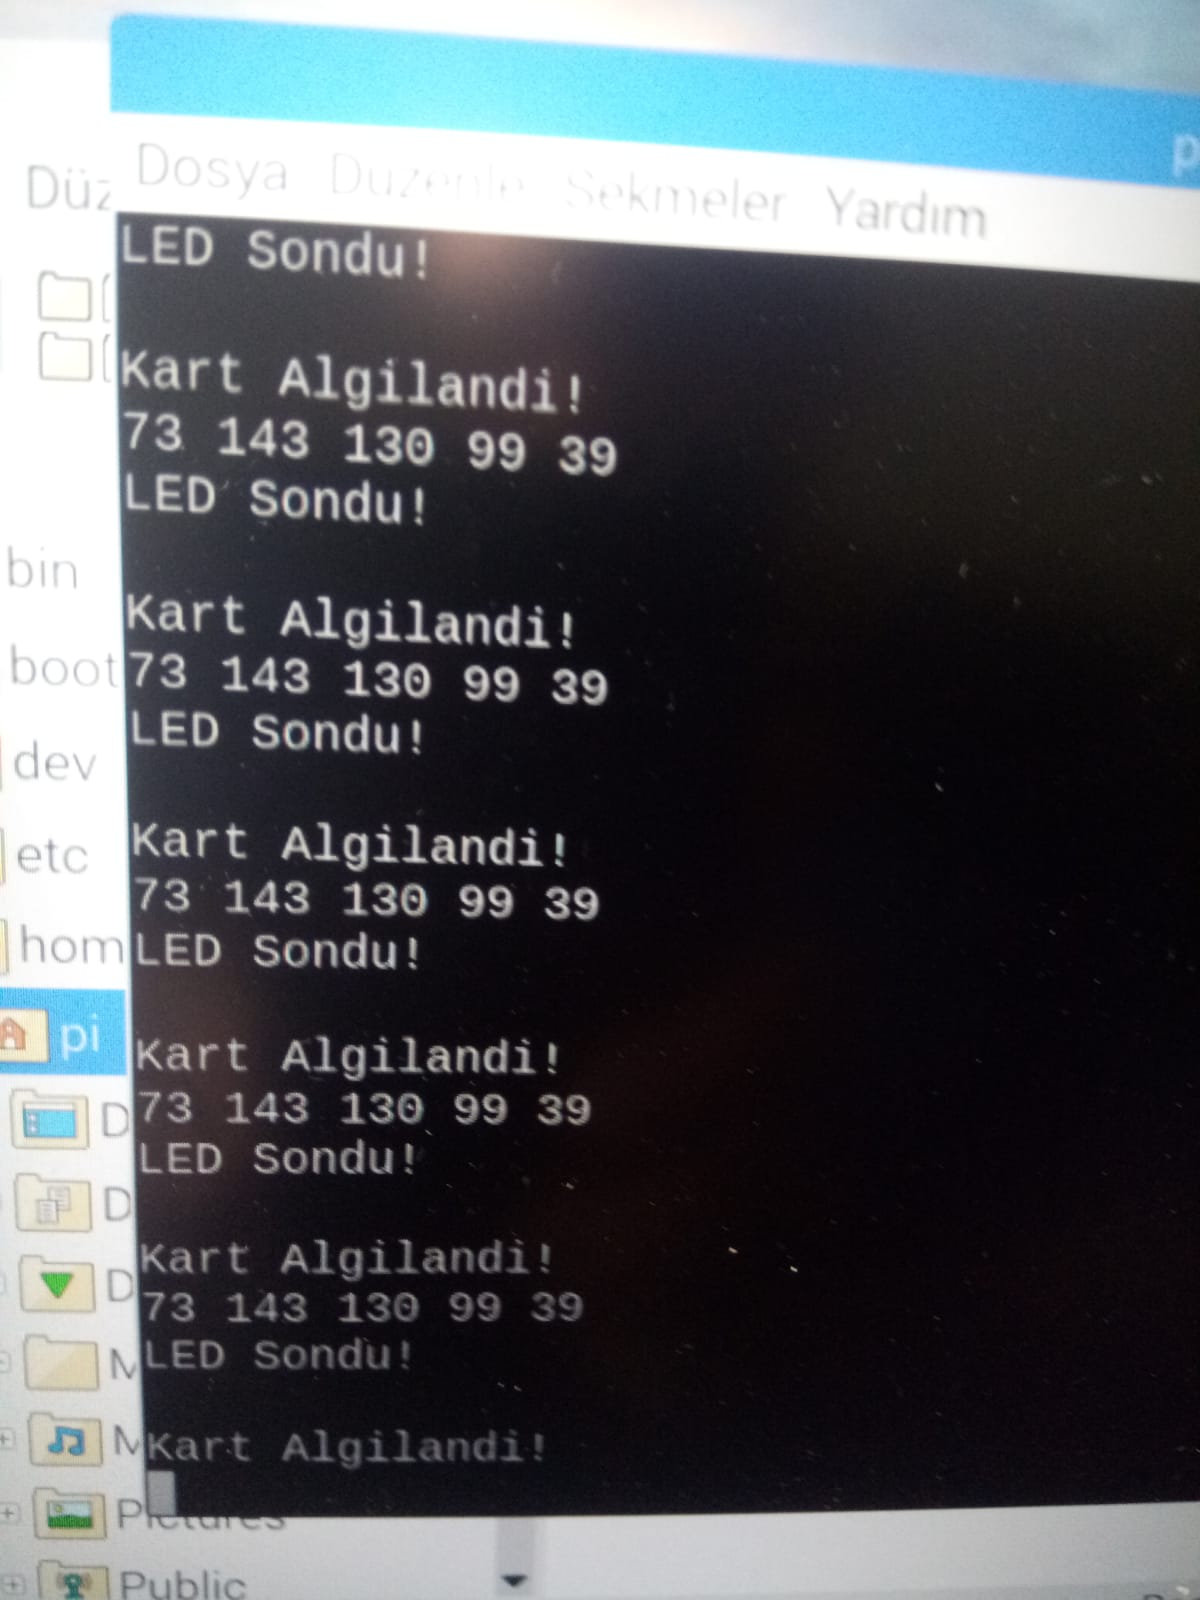 Dosya Duzenle Sekmeler Yardım
LED Sondu!
Kart Algilandi!
73 143 130 99 39
LED Sondu!
Kart Algilandi!
73 143 130 99 39
LED Sondu!
Kart Algilandi!
73 143 130 99 39
LED Sondu!
Kart Algilandi!
73 143 130 99 39
LED Sondu!
Kart Algilandi!
73 143 130 99 39
LED Sondu!
Kart Algilandi!
Düz
bin
boot
dev
etc
hom
pi
D
D
D
M
M
Pictures
Public